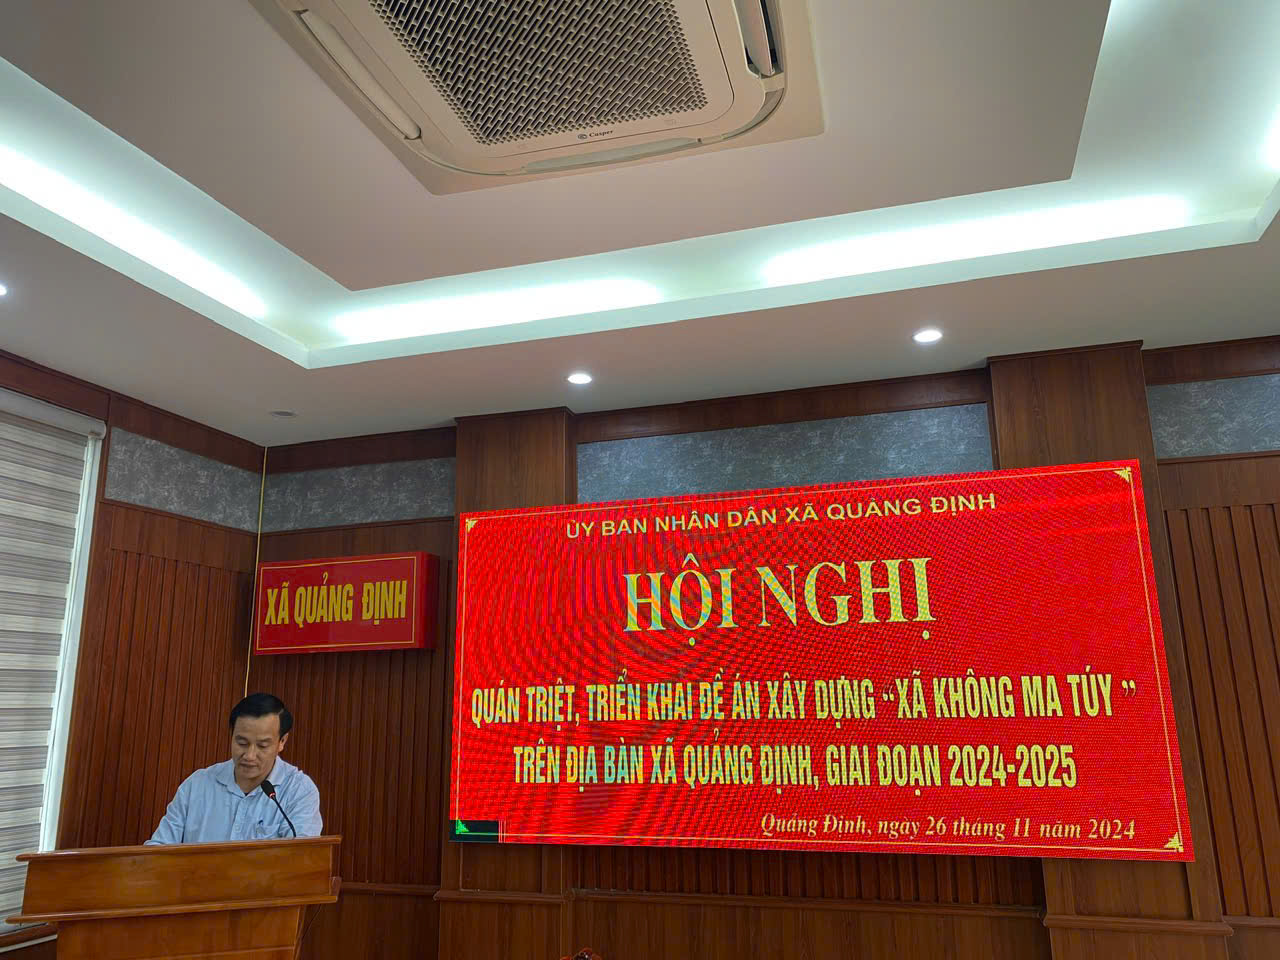 Casper
ỦY BAN NHÂN DÂN XÃ QUẢNG ĐỊNH
HỘI NGHỊ
XÃ QUẢNG ĐỊNH
QUÁN TRIỆT, TRIỂN KHAI ĐỀ ÁN XÂY DỰNG “XÃ KHÔNG MA TÚY ”
TRÊN ĐỊA BÀN XÃ QUẢNG ĐỊNH, GIAI ĐOẠN 2024-2025
Quảng Định, ngày 26 tháng 11 năm 2024